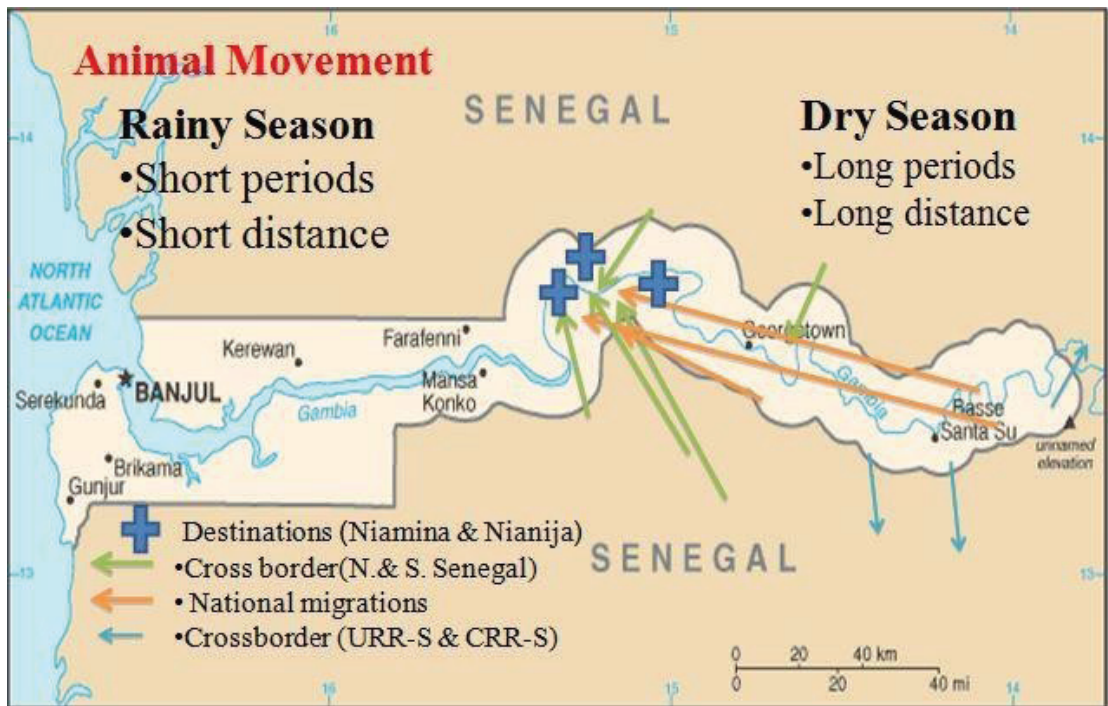 16
15
14
Animal Movement
SENEGAL
Rainy Season
•Short periods
•Short distance
Dry Season
•Long periods
•Long distance
14
14
NORTH
ATLANTIC
OCEAN
Farafenni
Georgetown
Kerewan
Mansa
Konko
Serekunda
BANJUL
Gambia
Gambia
Basse
Santa Su
unnamed
elevation
Brikama
Gunjur
Destinations (Niamina & Nianija)
•Cross border(N.& S. Senegal)
• National migrations
•Crossborder (URR-S & CRR-S)
SENEGAL
13
13
0 20 40 km
0 20 40 mi
16
15
14